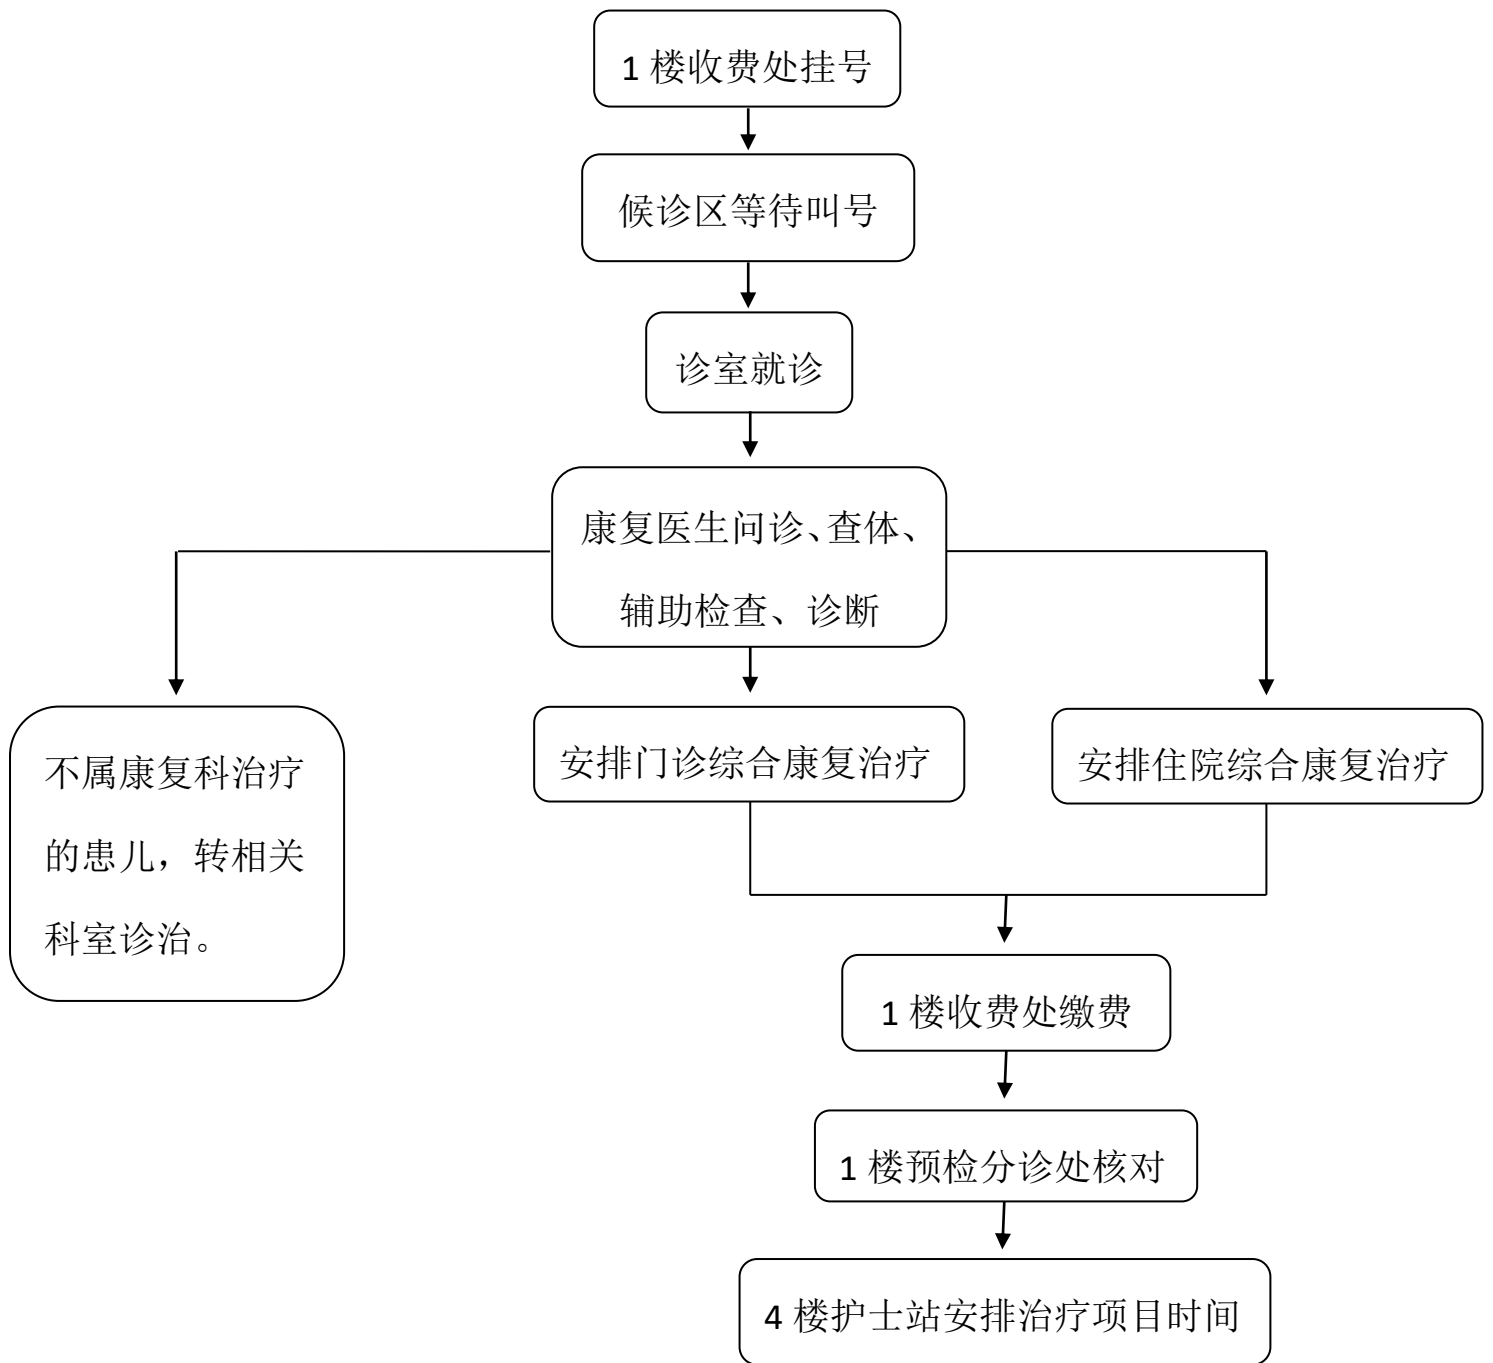 1 楼收费处挂号
候诊区等待叫号
诊室就诊
康复医生问诊、查体、
辅助检查、诊断
不属康复科治疗
的患儿，转相关
科室诊治。
安排门诊综合康复治疗
安排住院综合康复治疗
1 楼收费处缴费
1 楼预检分诊处核对
4 楼护士站安排治疗项目时间